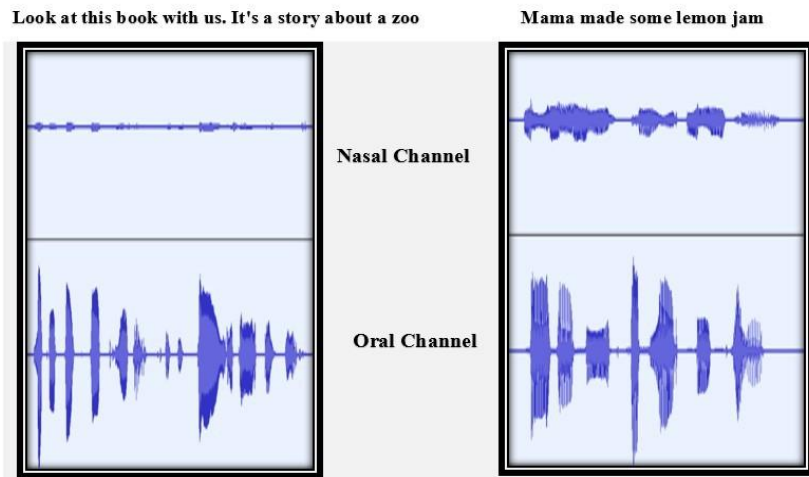 Look at this book with us. It's a story about a zoo
Mama made some lemon jam
Nasal Channel
Oral Channel